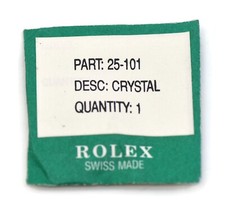 PART: 25-101
DESC: CRYSTAL
QUANTITY: 1
ROLEX
SWISS MADE